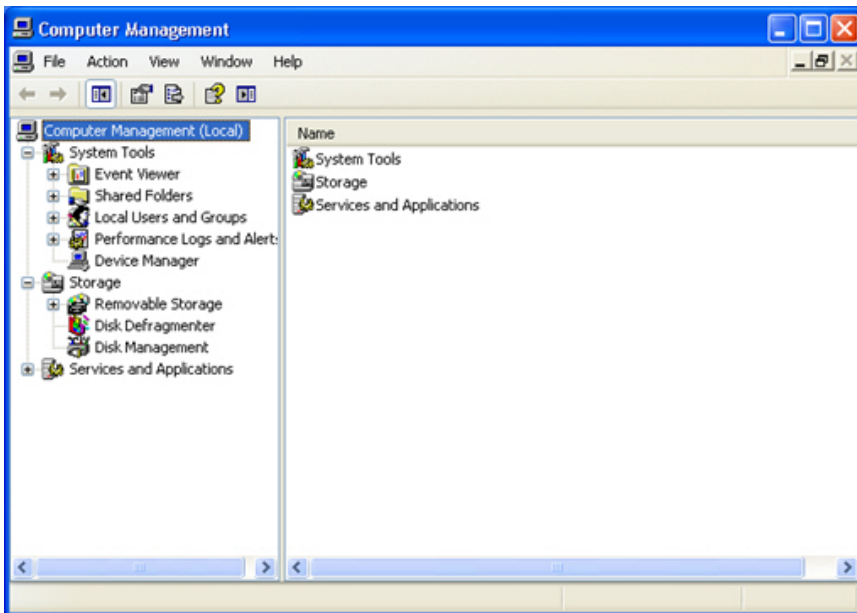 Computer Management
File Action View Window Help
Computer Management (Local)
System Tools
Event Viewer
Shared Folders
Local Users and Groups
Performance Logs and Alert:
Device Manager
Storage
Removable Storage
Disk Defragmenter
Disk Management
Services and Applications
Name
System Tools
Storage
Services and Applications